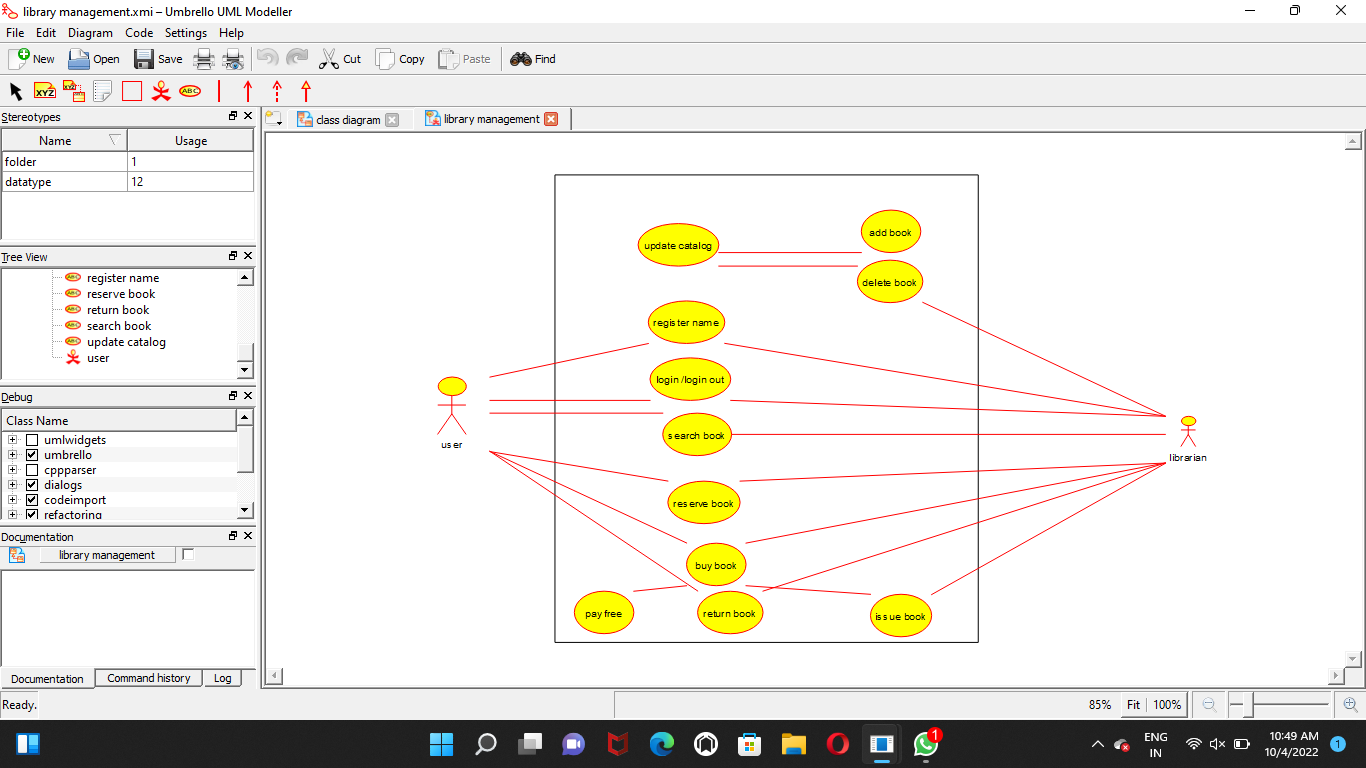 library management.xmi – Umbrello UML Modeller
File Edit Diagram Code Settings Help
New Open Save Cut Copy Paste Find
XYZ XYZ ABC
Stereotypes
class diagram library management
Name Usage
folder 1
datatype 12
Tree View
register name
reserve book
return book
search book
update catalog
user
Debug
Class Name
umlwidgets
umbrello
cppparser
dialogs
codeimport
refactoring
Documentation
library management
Documentation Command history Log
update catalog
add book
delete book
register name
login /login out
search book
user
librarian
reserve book
buy book
pay free
return book
issue book
Ready.
85% Fit 100%
1
ENG
IN
10:49 AM
10/4/2022
1